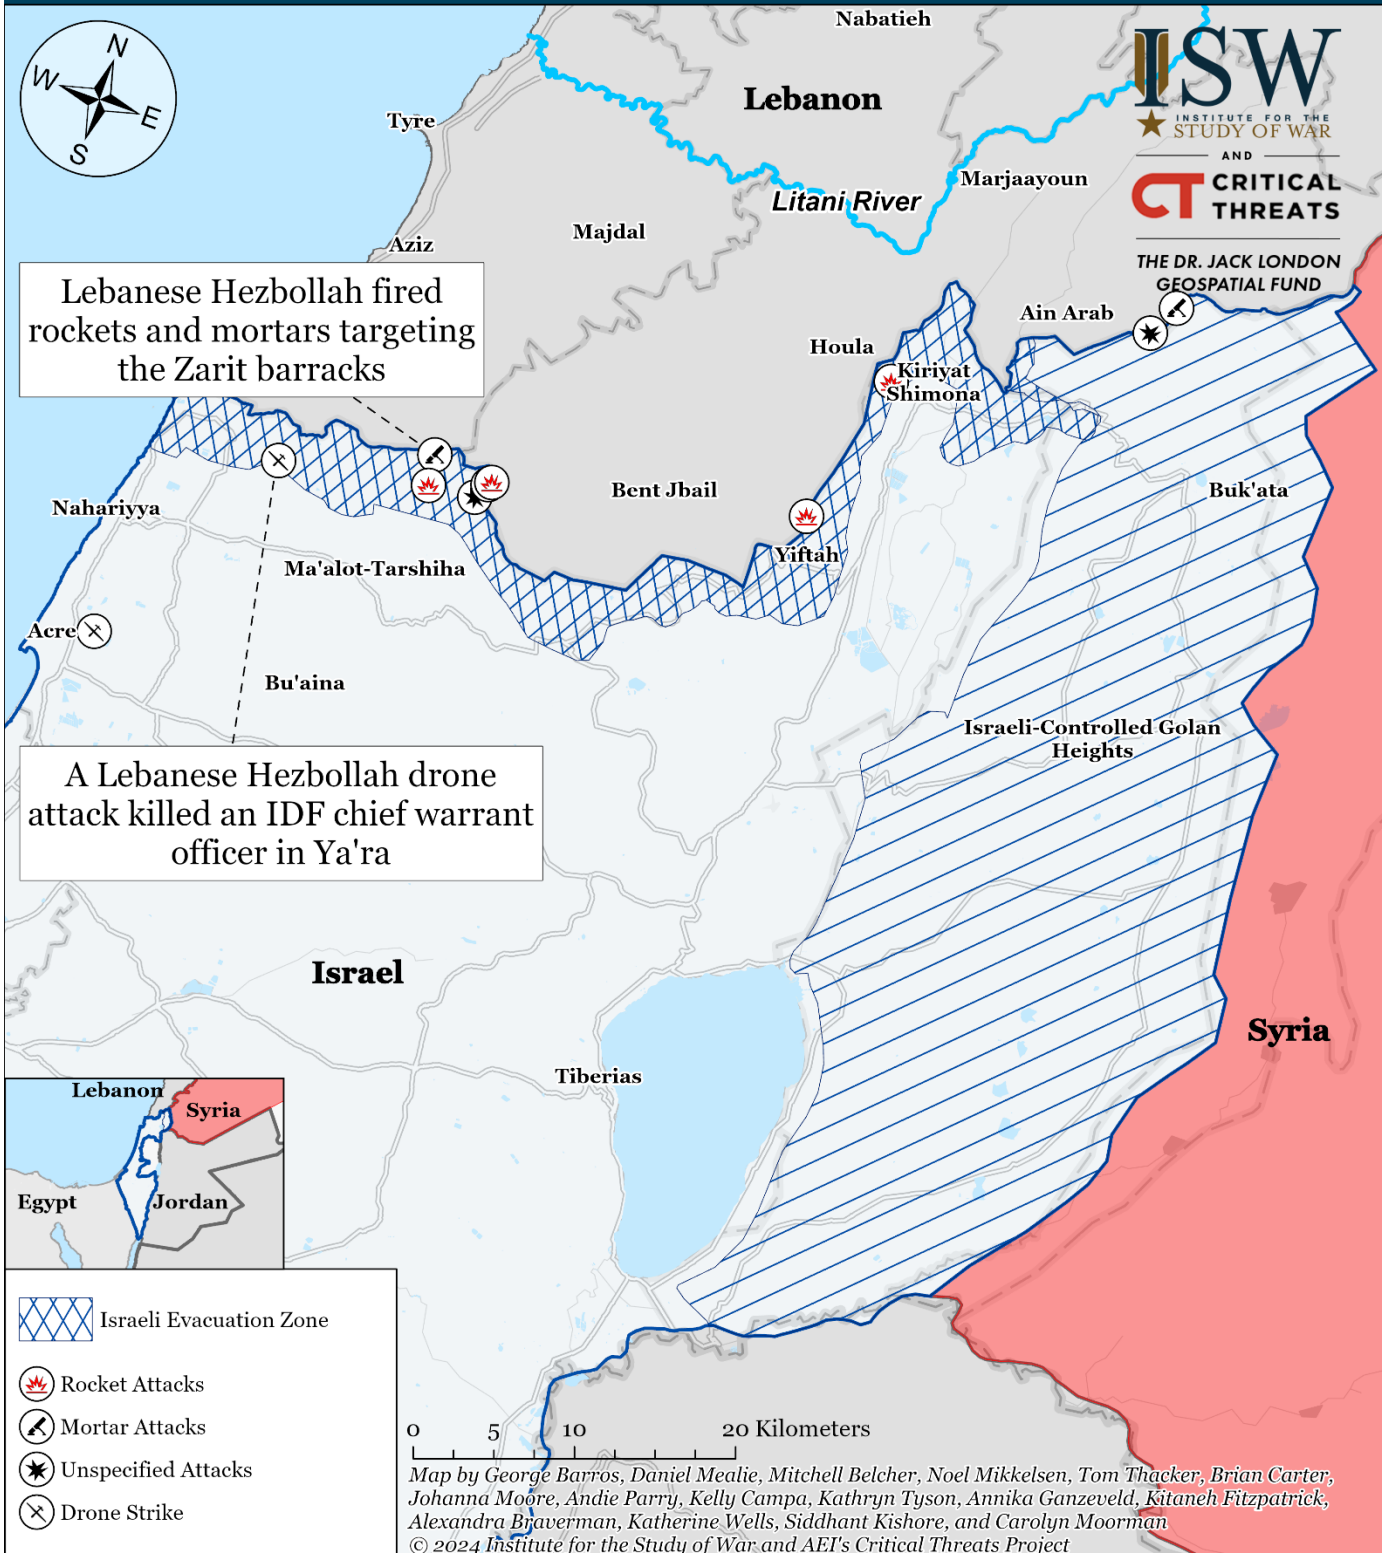 N
W
E
S
Nabatieh
Lebanon
ISW
INSTITUTE FOR THE
STUDY OF WAR
AND
CT CRITICAL
THREATS
THE DR. JACK LONDON
GEOSPATIAL FUND
Tyre
Marjaayoun
Litani River
Majdal
Aziz
Lebanese Hezbollah fired
rockets and mortars targeting
the Zarit barracks
Ain Arab
Houla
Kiriyat
Shimona
Bent Jbail
Buk'ata
Nahariyya
Yiftah
Ma'alot-Tarshiha
Acre
Bu'aina
Israeli-Controlled Golan
Heights
A Lebanese Hezbollah drone
attack killed an IDF chief warrant
officer in Ya'ra
Israel
Syria
Tiberias
Lebanon
Syria
Egypt
Jordan
Israeli Evacuation Zone
Rocket Attacks
Mortar Attacks
Unspecified Attacks
Drone Strike
0 5 10 20 Kilometers
Map by George Barros, Daniel Mealie, Mitchell Belcher, Noel Mikkelsen, Tom Thacker, Brian Carter,
Johanna Moore, Andie Parry, Kelly Campa, Kathryn Tyson, Annika Ganzeveld, Kitaneh Fitzpatrick,
Alexandra Braverman, Katherine Wells, Siddhant Kishore, and Carolyn Moorman
© 2024 Institute for the Study of War and AEI's Critical Threats Project